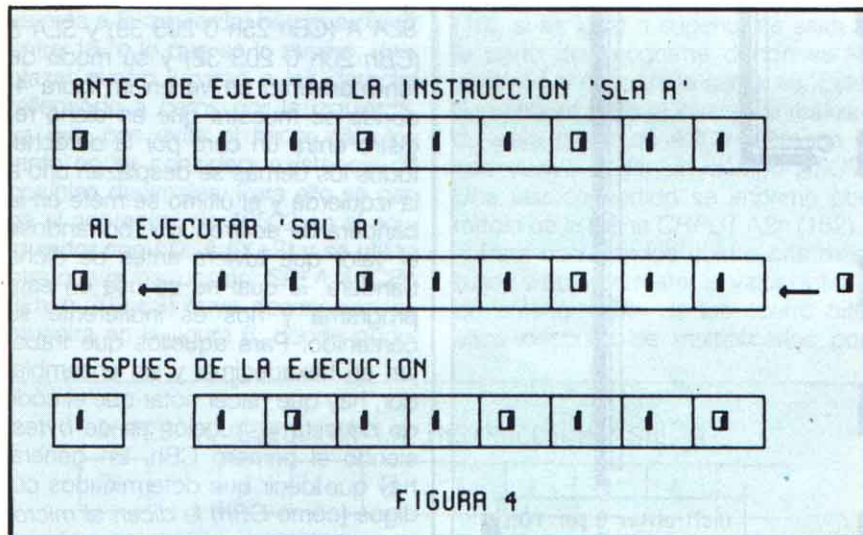 ANTES DE EJECUTAR LA INSTRUCCION 'SLA A'
0 1 1 0 1 1 0 1 1
AL EJECUTAR 'SAL A'
0 ← 1 1 0 1 1 0 1 1 ← 0
DESPUES DE LA EJECUCION
1 1 0 1 1 0 1 1 0
FIGURA 4